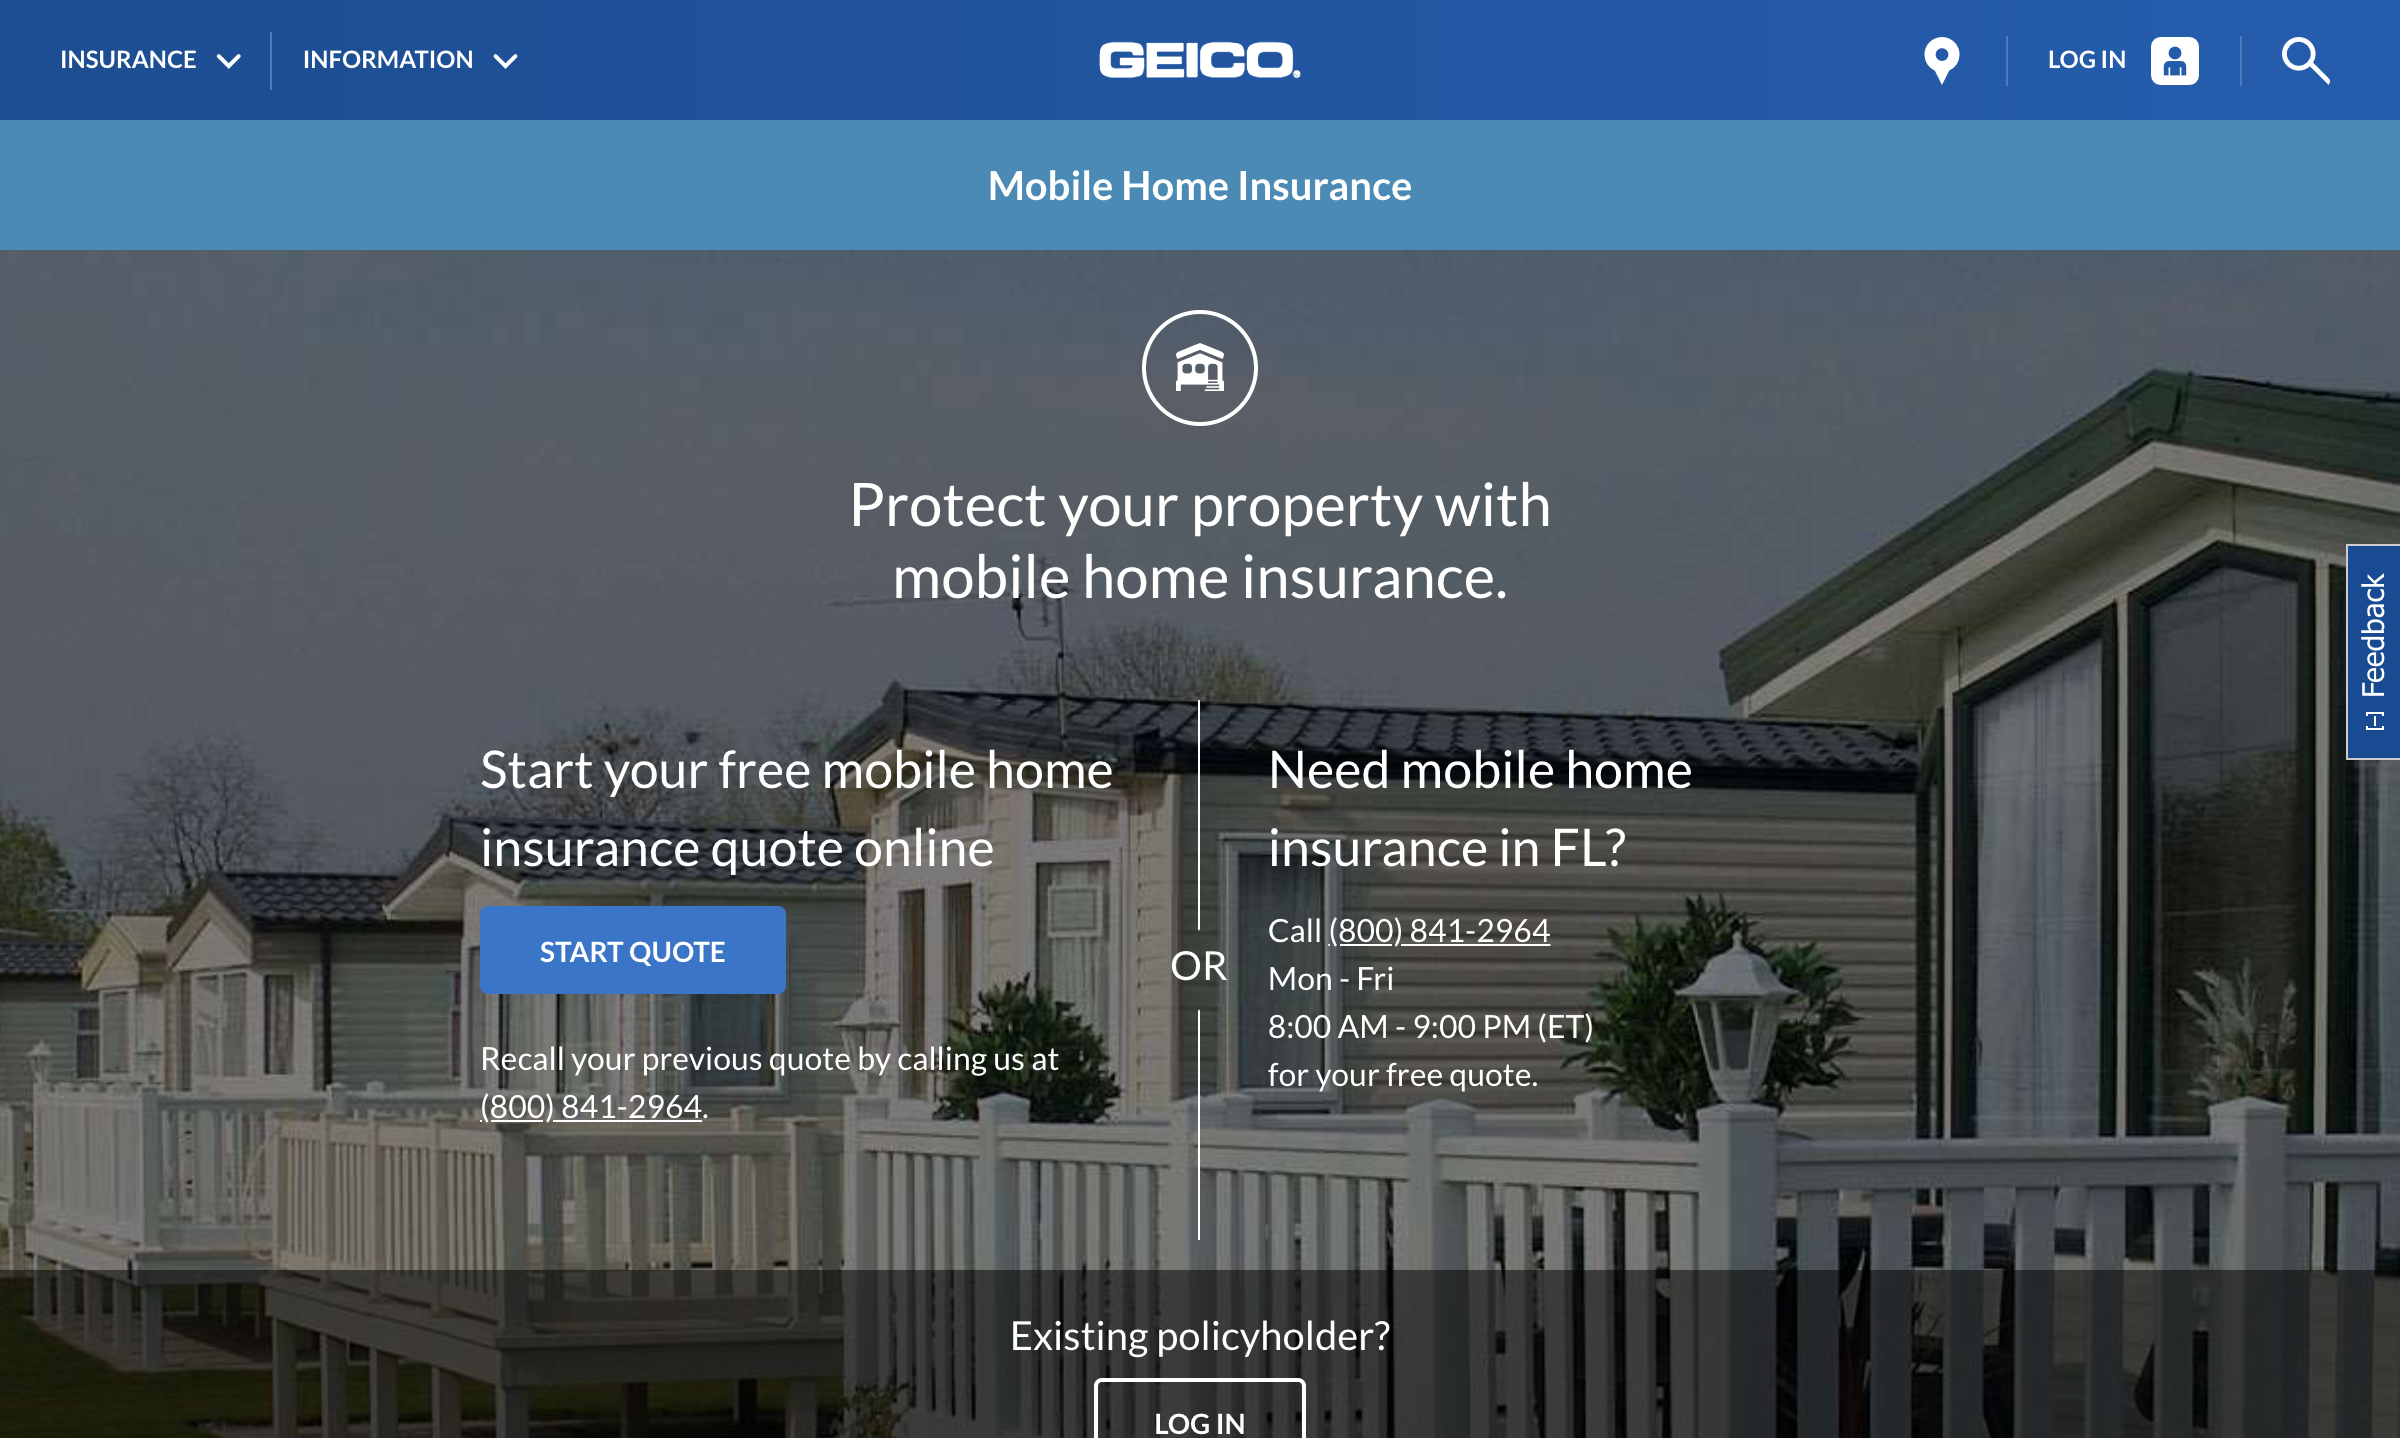 INSURANCE
INFORMATION
GEICO®
LOG IN
Mobile Home Insurance
Protect your property with
mobile home insurance.
Start your free mobile home
insurance quote online
START QUOTE
Recall your previous quote by calling us at
(800) 841-2964.
OR
Need mobile home
insurance in FL?
Call (800) 841-2964
Mon - Fri
8:00 AM - 9:00 PM (ET)
for your free quote.
[–] Feedback
Existing policyholder?
LOG IN